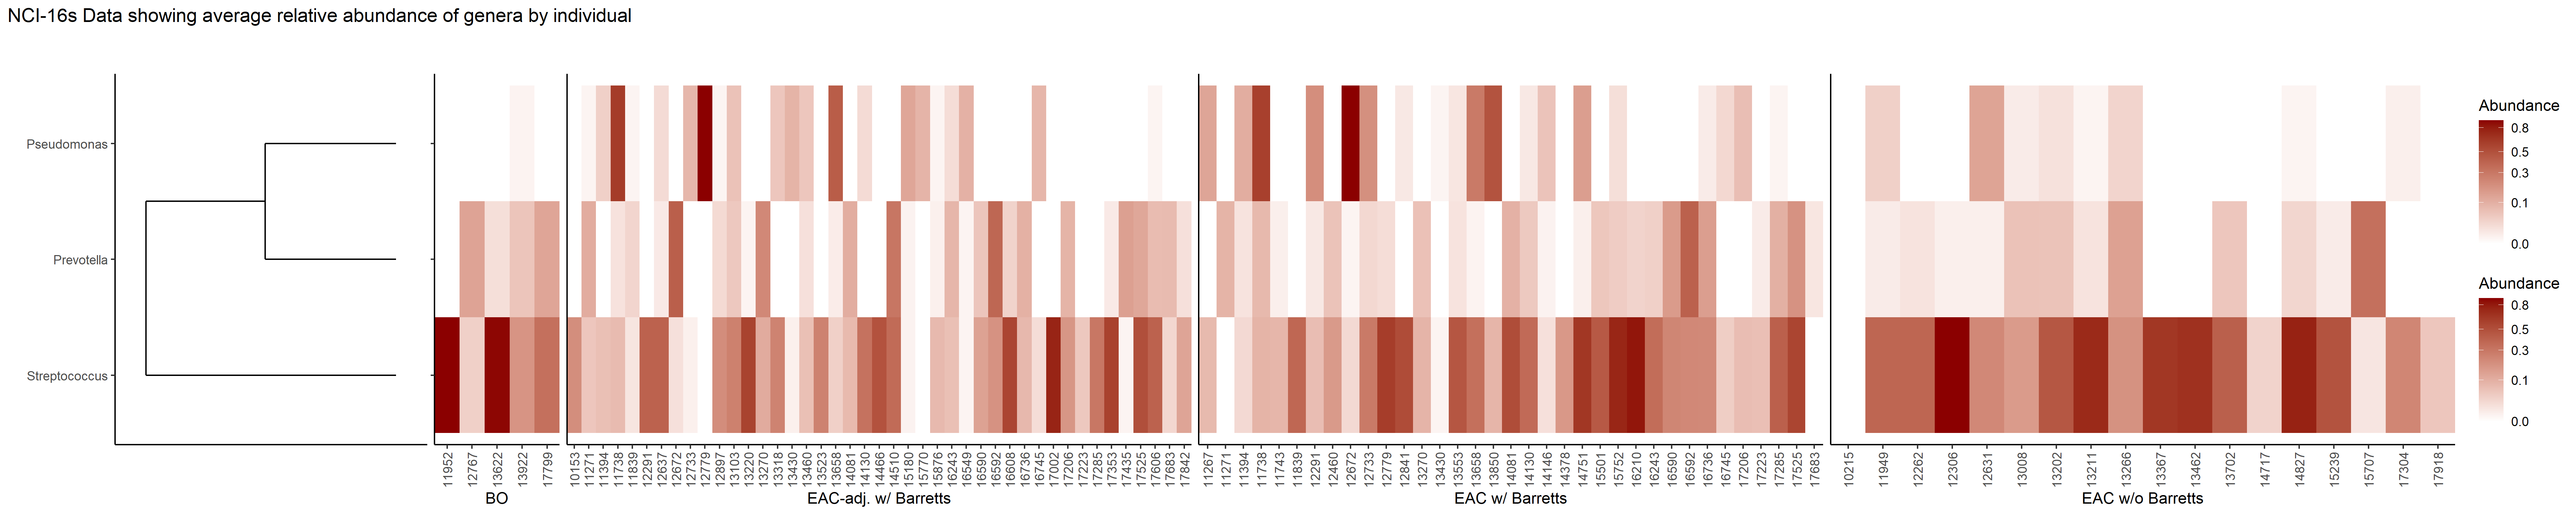 NCI-16s Data showing average relative abundance of genera by individual
Pseudomonas
Prevotella
Streptococcus
11952 12767 13622 13922 17799
BO
10153 11271 11394 11738 11839 12291 12637 12672 12733 12779 12897 13103 13220 13270 13318 13430 13460 13523 13658 14081 14130 14466 14510 15180 15770 15876 16243 16549 16590 16592 16608 16736 16745 17002 17206 17223 17285 17353 17435 17525 17606 17683 17842
EAC-adj. w/ Barretts
11267 11271 11394 11738 11743 11839 12291 12460 12672 12733 12779 12841 13270 13430 13553 13658 13850 14081 14130 14146 14378 14751 15501 15752 16210 16243 16590 16592 16736 16745 17206 17223 17285 17525 17683
EAC w/ Barretts
10215 11949 12262 12306 12631 13008 13202 13211 13266 13367 13462 13702 14717 14827 15239 15707 17304 17918
EAC w/o Barretts
Abundance
0.8
0.5
0.3
0.1
0.0
Abundance
0.8
0.5
0.3
0.1
0.0